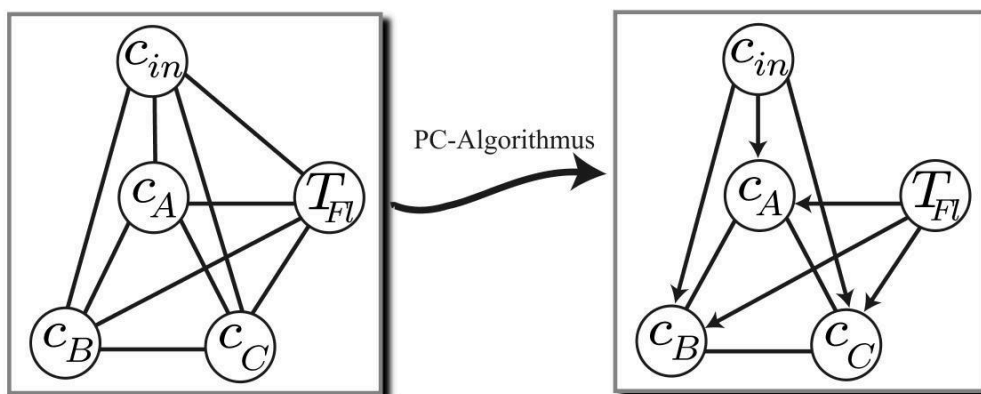 c_in
c_A
T_Fl
c_B
c_C
PC-Algorithmus
c_in
c_A
T_Fl
c_B
c_C